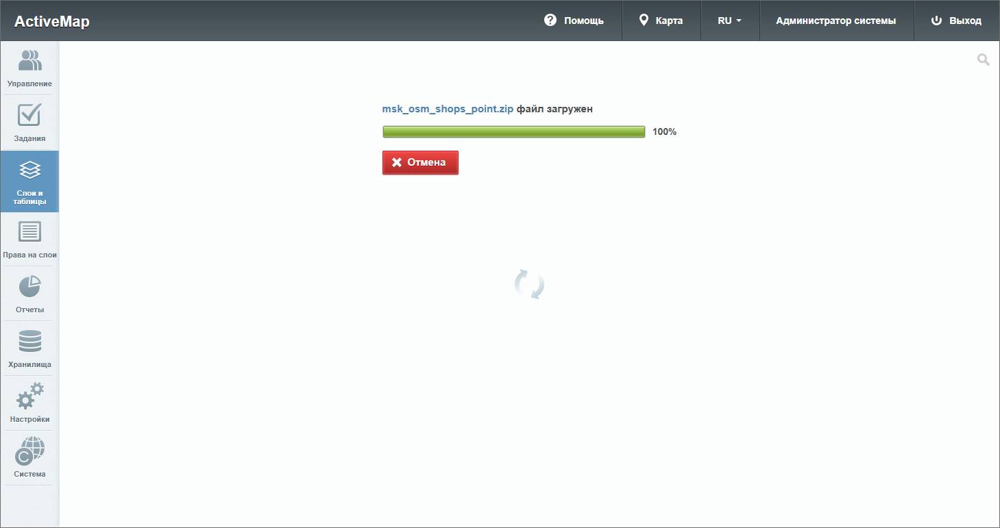 ActiveMap
Помощь
Карта
RU
Администратор системы
Выход
Управление
Задания
Слои и
таблицы
Права на слои
Отчеты
Хранилища
Настройки
Система
msk_osm_shops_point.zip файл загружен
100%
Отмена